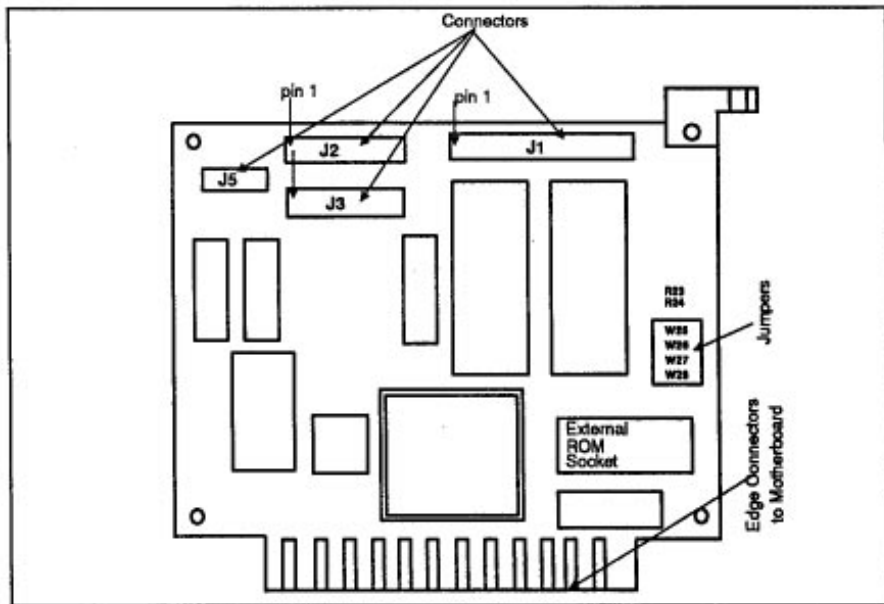 Connectors
pin 1
pin 1
J2
J1
J5
J3
R23
R24
W25
W26
W27
W28
Jumpers
External
ROM
Socket
Edge Connectors
to Motherboard